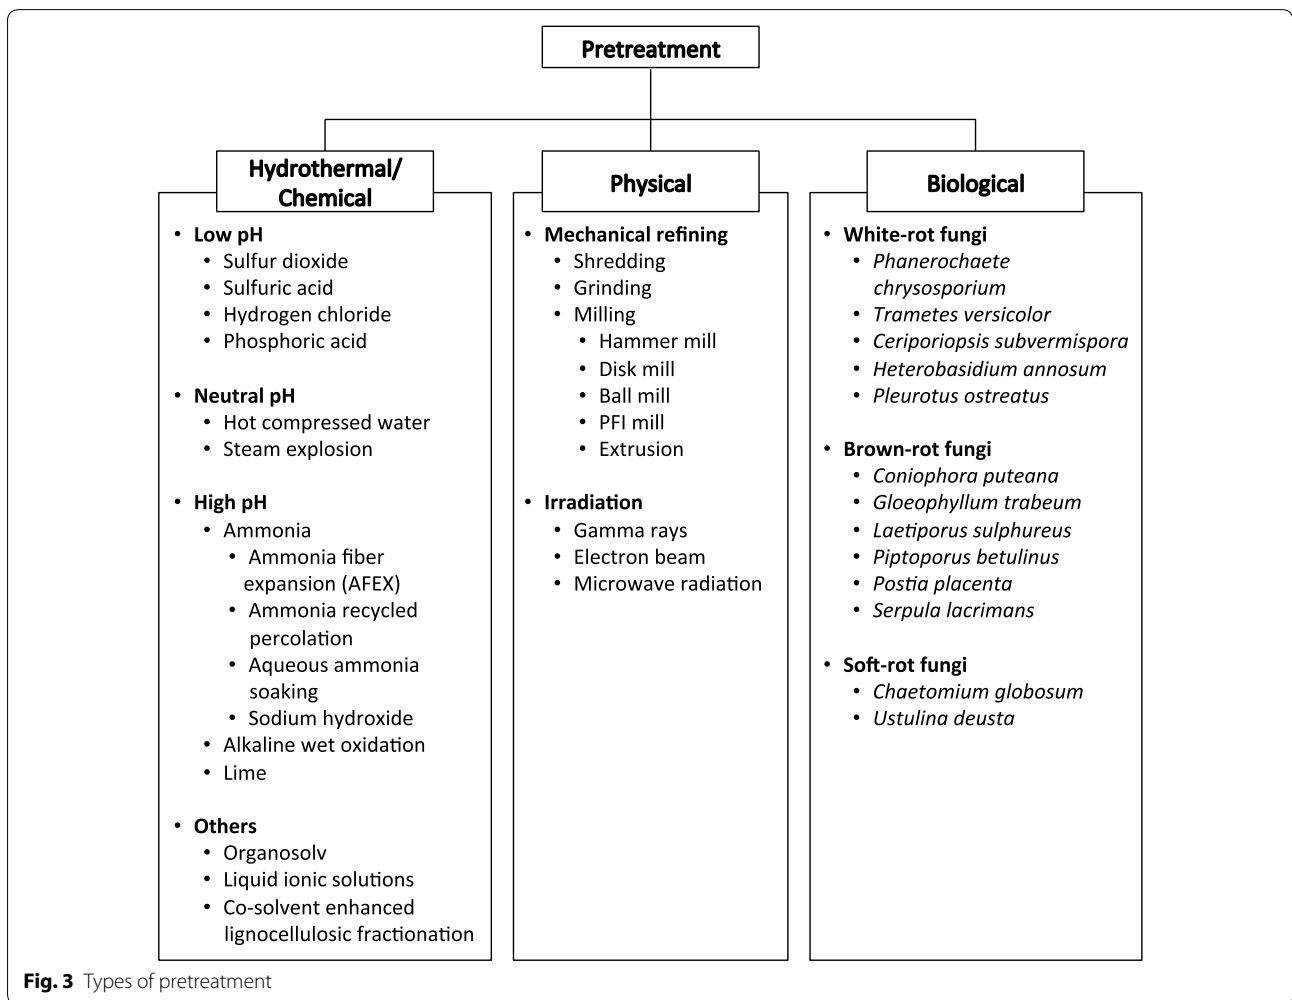 Pretreatment
Hydrothermal/
Chemical
• Low pH
• Sulfur dioxide
• Sulfuric acid
• Hydrogen chloride
• Phosphoric acid
• Neutral pH
• Hot compressed water
• Steam explosion
• High pH
• Ammonia
• Ammonia fiber
expansion (AFEX)
• Ammonia recycled
percolation
• Aqueous ammonia
soaking
• Sodium hydroxide
• Alkaline wet oxidation
• Lime
• Others
• Organosolv
• Liquid ionic solutions
• Co-solvent enhanced
lignocellulosic fractionation
Physical
• Mechanical refining
• Shredding
• Grinding
• Milling
• Hammer mill
• Disk mill
• Ball mill
• PFI mill
• Extrusion
• Irradiation
• Gamma rays
• Electron beam
• Microwave radiation
Biological
• White-rot fungi
• Phanerochaete
chrysosporium
• Trametes versicolor
• Ceriporiopsis subvermispora
• Heterobasidium annosum
• Pleurotus ostreatus
• Brown-rot fungi
• Coniophora puteana
• Gloeophyllum trabeum
• Laetiporus sulphureus
• Piptoporus betulinus
• Postia placenta
• Serpula lacrimans
• Soft-rot fungi
• Chaetomium globosum
• Ustulina deusta
Fig. 3 Types of pretreatment